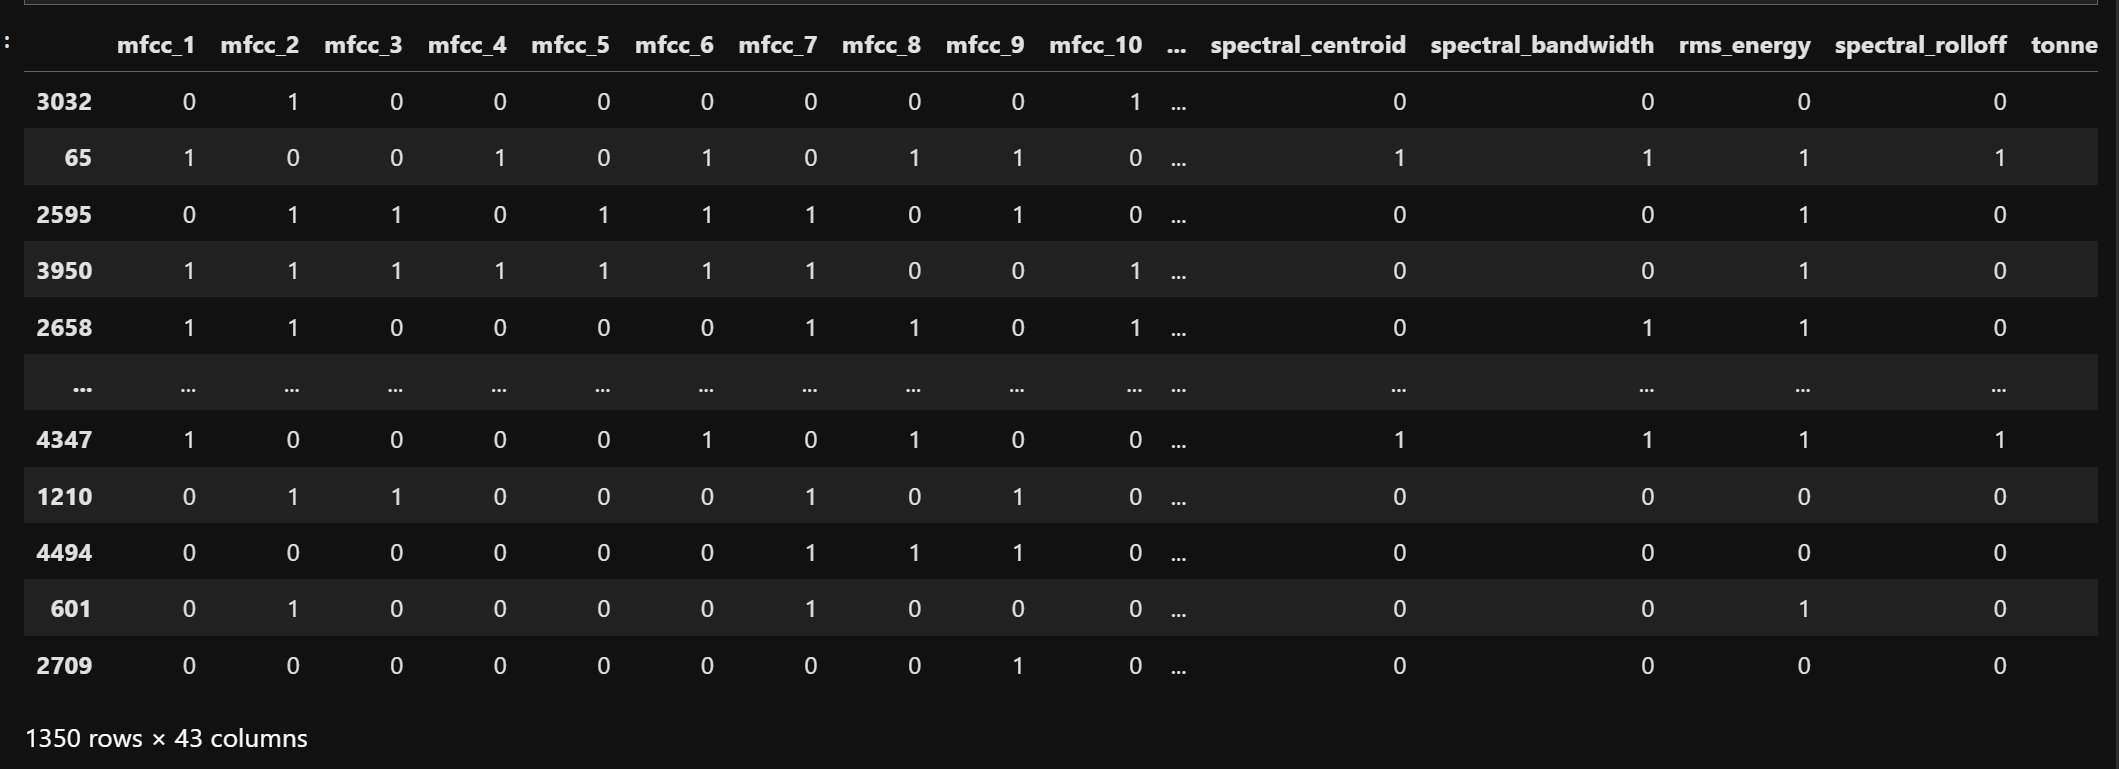 :
mfcc_1 mfcc_2 mfcc_3 mfcc_4 mfcc_5 mfcc_6 mfcc_7 mfcc_8 mfcc_9 mfcc_10 ... spectral_centroid spectral_bandwidth rms_energy spectral_rolloff tonne
3032 0 1 0 0 0 0 0 0 0 1 ... 0 0 0 0
65 1 0 0 1 0 1 0 1 1 0 ... 1 1 1 1
2595 0 1 1 0 1 1 1 0 1 0 ... 0 0 1 0
3950 1 1 1 1 1 1 1 0 0 1 ... 0 0 1 0
2658 1 1 0 0 0 0 1 1 0 1 ... 0 1 1 0
... ... ... ... ... ... ... ... ... ... ... ... ... ... ... ...
4347 1 0 0 0 0 1 0 1 0 0 ... 1 1 1 1
1210 0 1 1 0 0 0 1 0 1 0 ... 0 0 0 0
4494 0 0 0 0 0 0 1 1 1 0 ... 0 0 0 0
601 0 1 0 0 0 0 1 0 0 0 ... 0 0 1 0
2709 0 0 0 0 0 0 0 0 1 0 ... 0 0 0 0
1350 rows × 43 columns